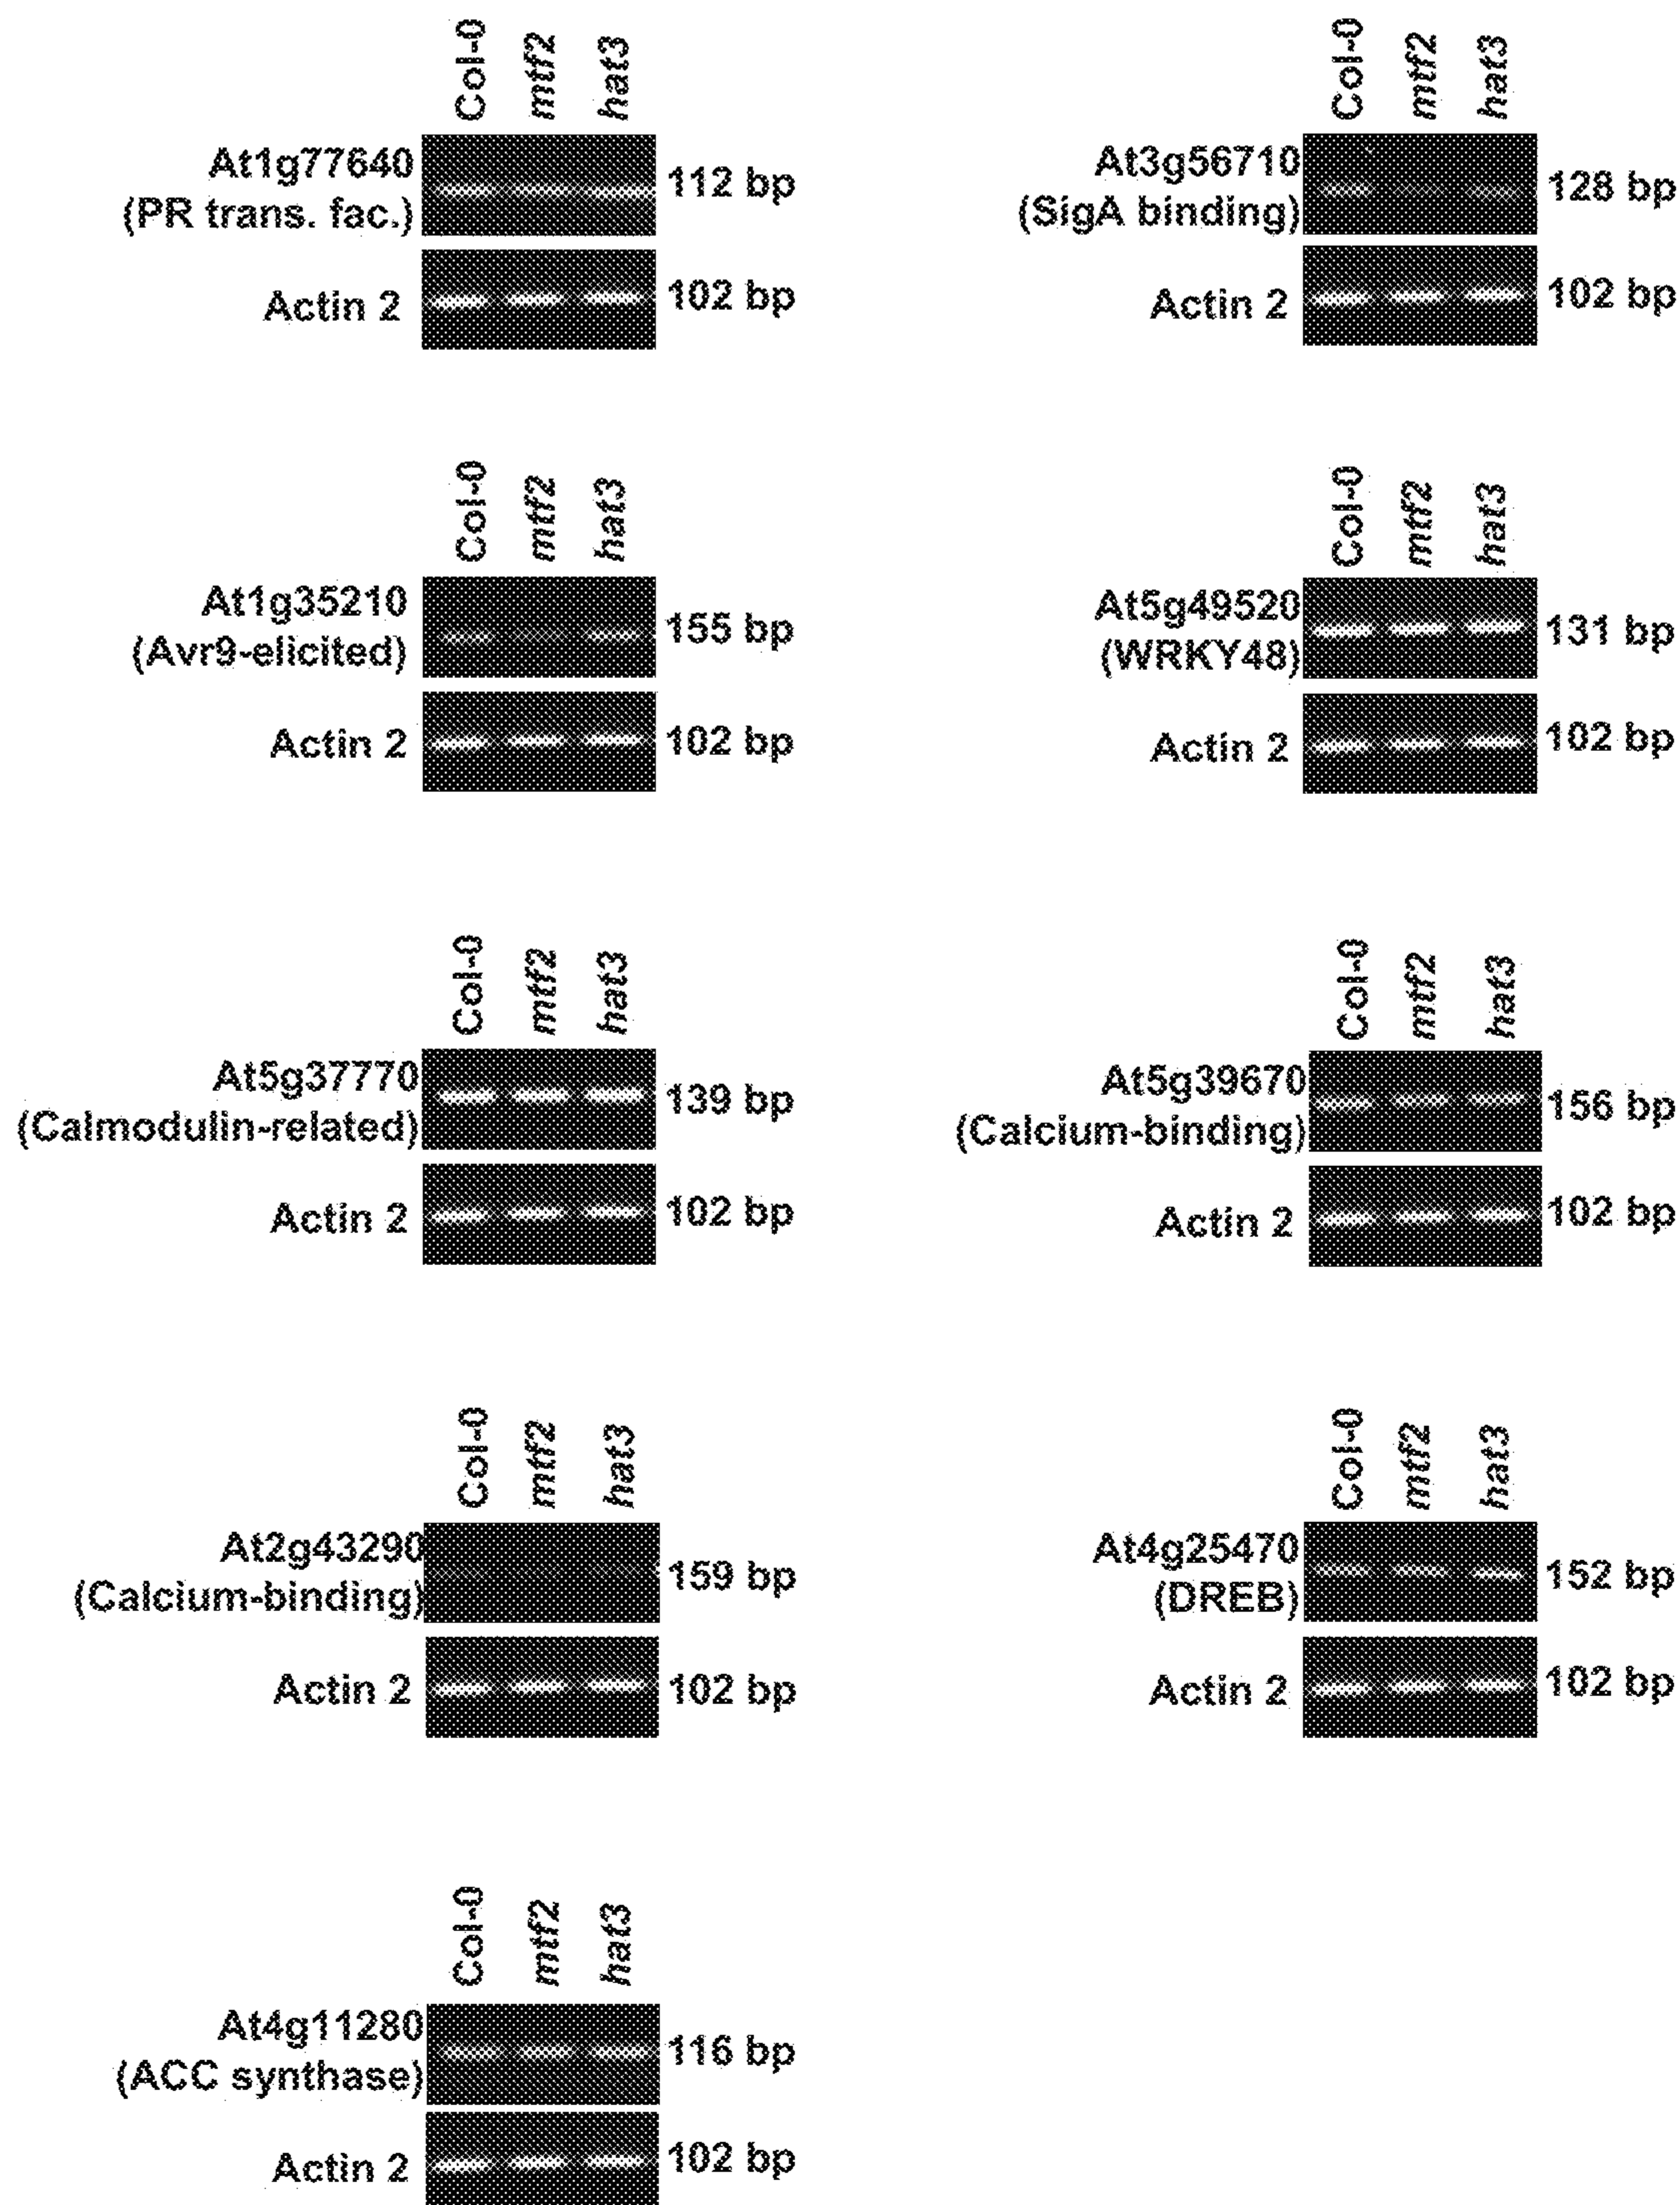 Col-0 mtf2 hat3
At1g77640
(PR trans. fac.)
112 bp
Actin 2
102 bp
Col-0 mtf2 hat3
At3g56710
(SigA binding)
128 bp
Actin 2
102 bp
Col-0 mtf2 hat3
At1g35210
(Avr9-elicited)
155 bp
Actin 2
102 bp
Col-0 mtf2 hat3
At5g49520
(WRKY48)
131 bp
Actin 2
102 bp
Col-0 mtf2 hat3
At5g37770
(Calmodulin-related)
139 bp
Actin 2
102 bp
Col-0 mtf2 hat3
At5g39670
(Calcium-binding)
156 bp
Actin 2
102 bp
Col-0 mtf2 hat3
At2g43290
(Calcium-binding)
159 bp
Actin 2
102 bp
Col-0 mtf2 hat3
At4g25470
(DREB)
152 bp
Actin 2
102 bp
Col-0 mtf2 hat3
At4g11280
(ACC synthase)
116 bp
Actin 2
102 bp